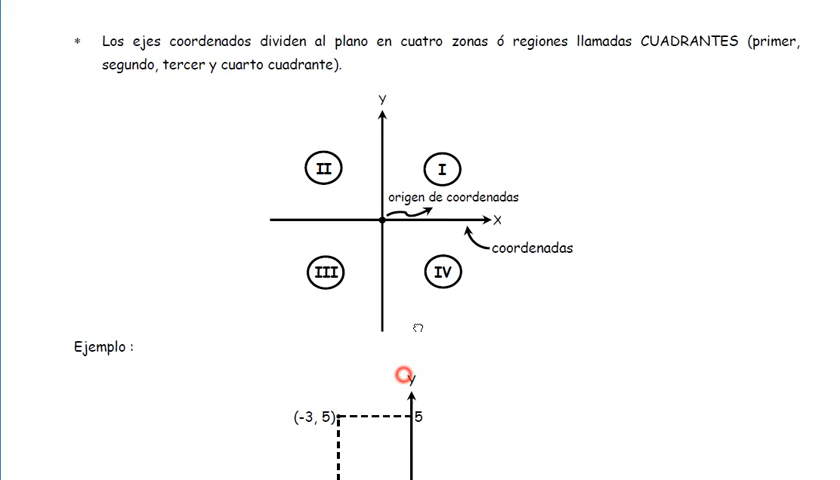 * Los ejes coordenados dividen al plano en cuatro zonas ó regiones llamadas CUADRANTES (primer,
segundo, tercer y cuarto cuadrante).
Y
II
I
origen de coordenadas
X
coordenadas
III
IV
Ejemplo :
y
(-3, 5)
5